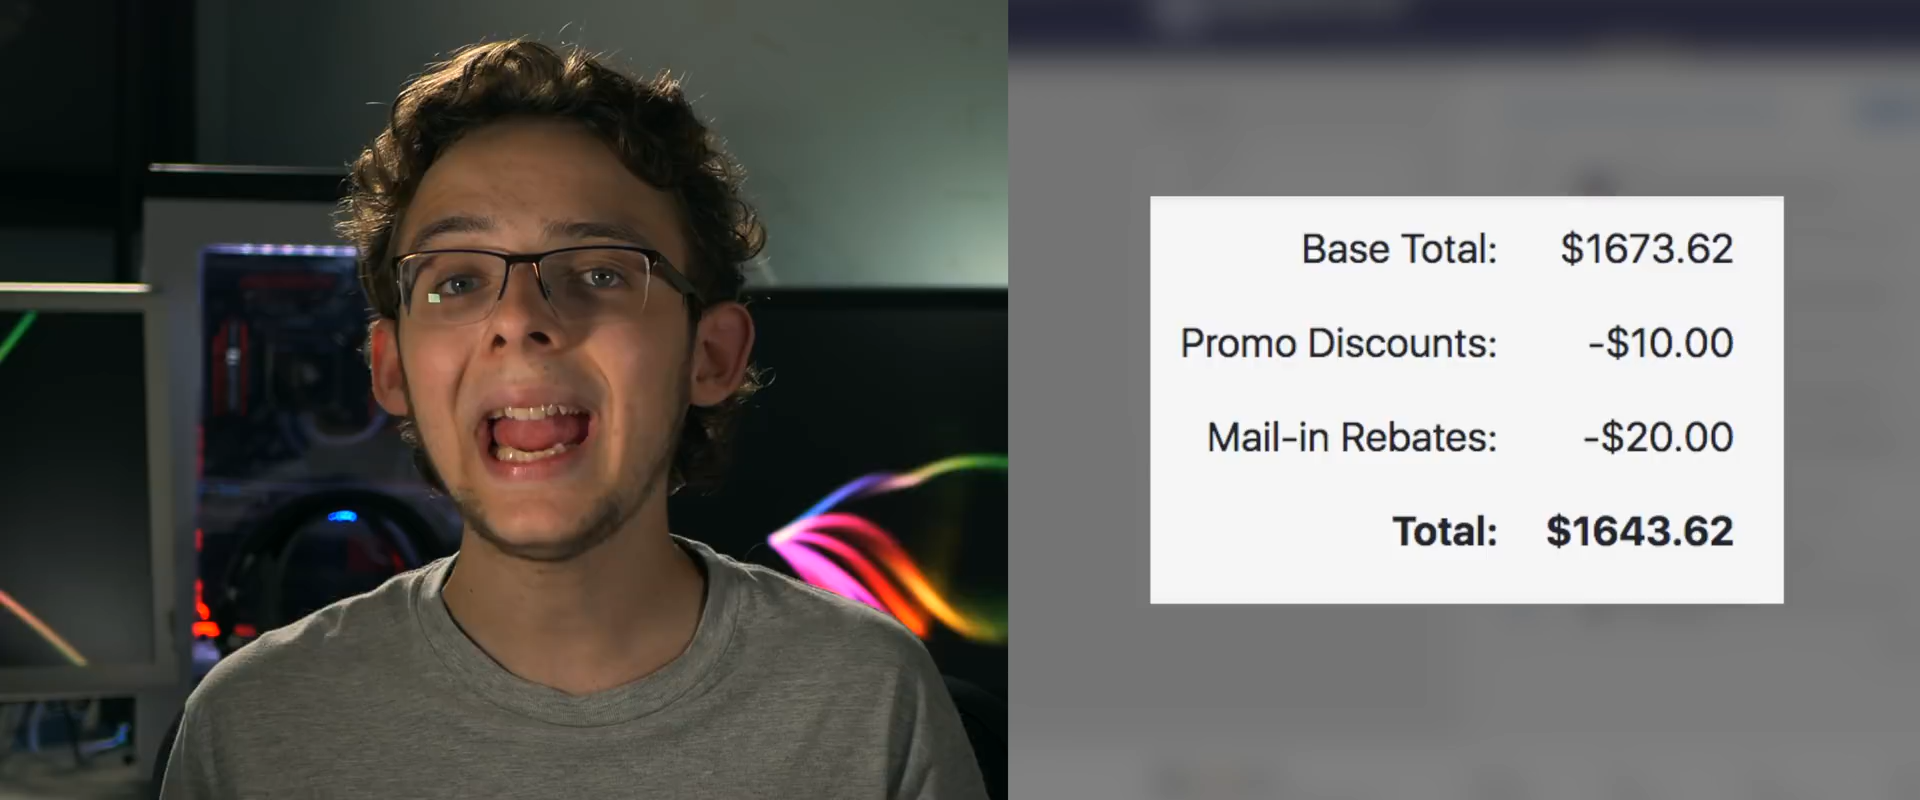 Base Total: $1673.62
Promo Discounts: -$10.00
Mail-in Rebates: -$20.00
Total: $1643.62